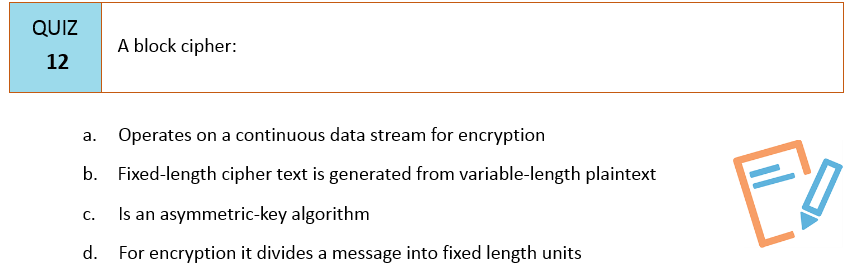 QUIZ
12
A block cipher:
a. Operates on a continuous data stream for encryption
b. Fixed-length cipher text is generated from variable-length plaintext
c. Is an asymmetric-key algorithm
d. For encryption it divides a message into fixed length units